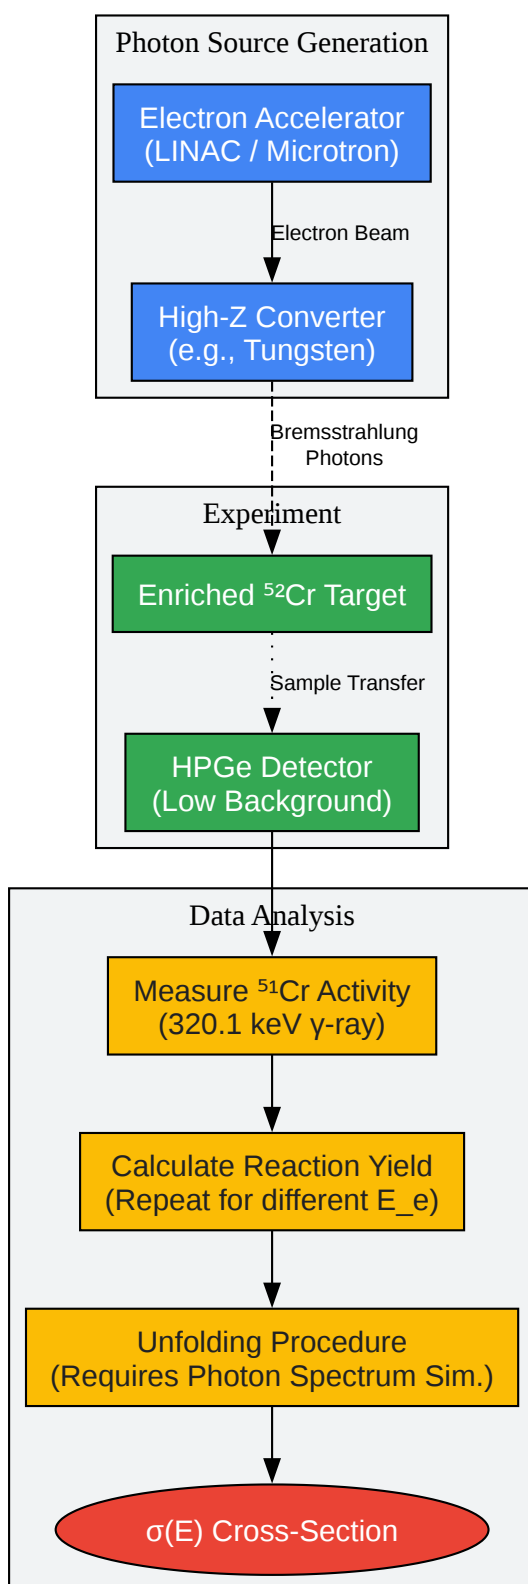 Photon Source Generation
Electron Accelerator
(LINAC / Microtron)
Electron Beam
High-Z Converter
(e.g., Tungsten)
Bremsstrahlung
Photons
Experiment
Enriched ⁵²Cr Target
Sample Transfer
HPGe Detector
(Low Background)
Data Analysis
Measure ⁵¹Cr Activity
(320.1 keV γ-ray)
Calculate Reaction Yield
(Repeat for different E_e)
Unfolding Procedure
(Requires Photon Spectrum Sim.)
σ(E) Cross-Section